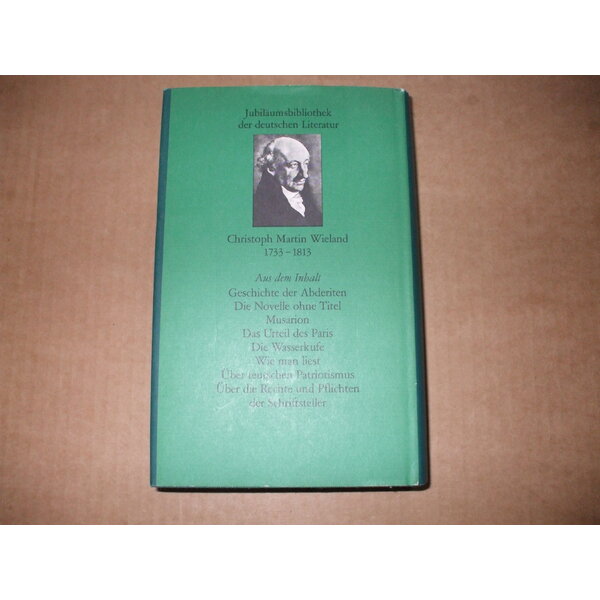 Jubiläumsbibliothek
der deutschen Literatur
Christoph Martin Wieland
1733–1813
Aus dem Inhalt
Geschichte der Abderiten
Die Novelle ohne Titel
Musarion
Das Urteil des Paris
Die Wasserkufe
Wie man liest
Über teutschen Patriotismus
Über die Rechte und Pflichten
der Schriftsteller